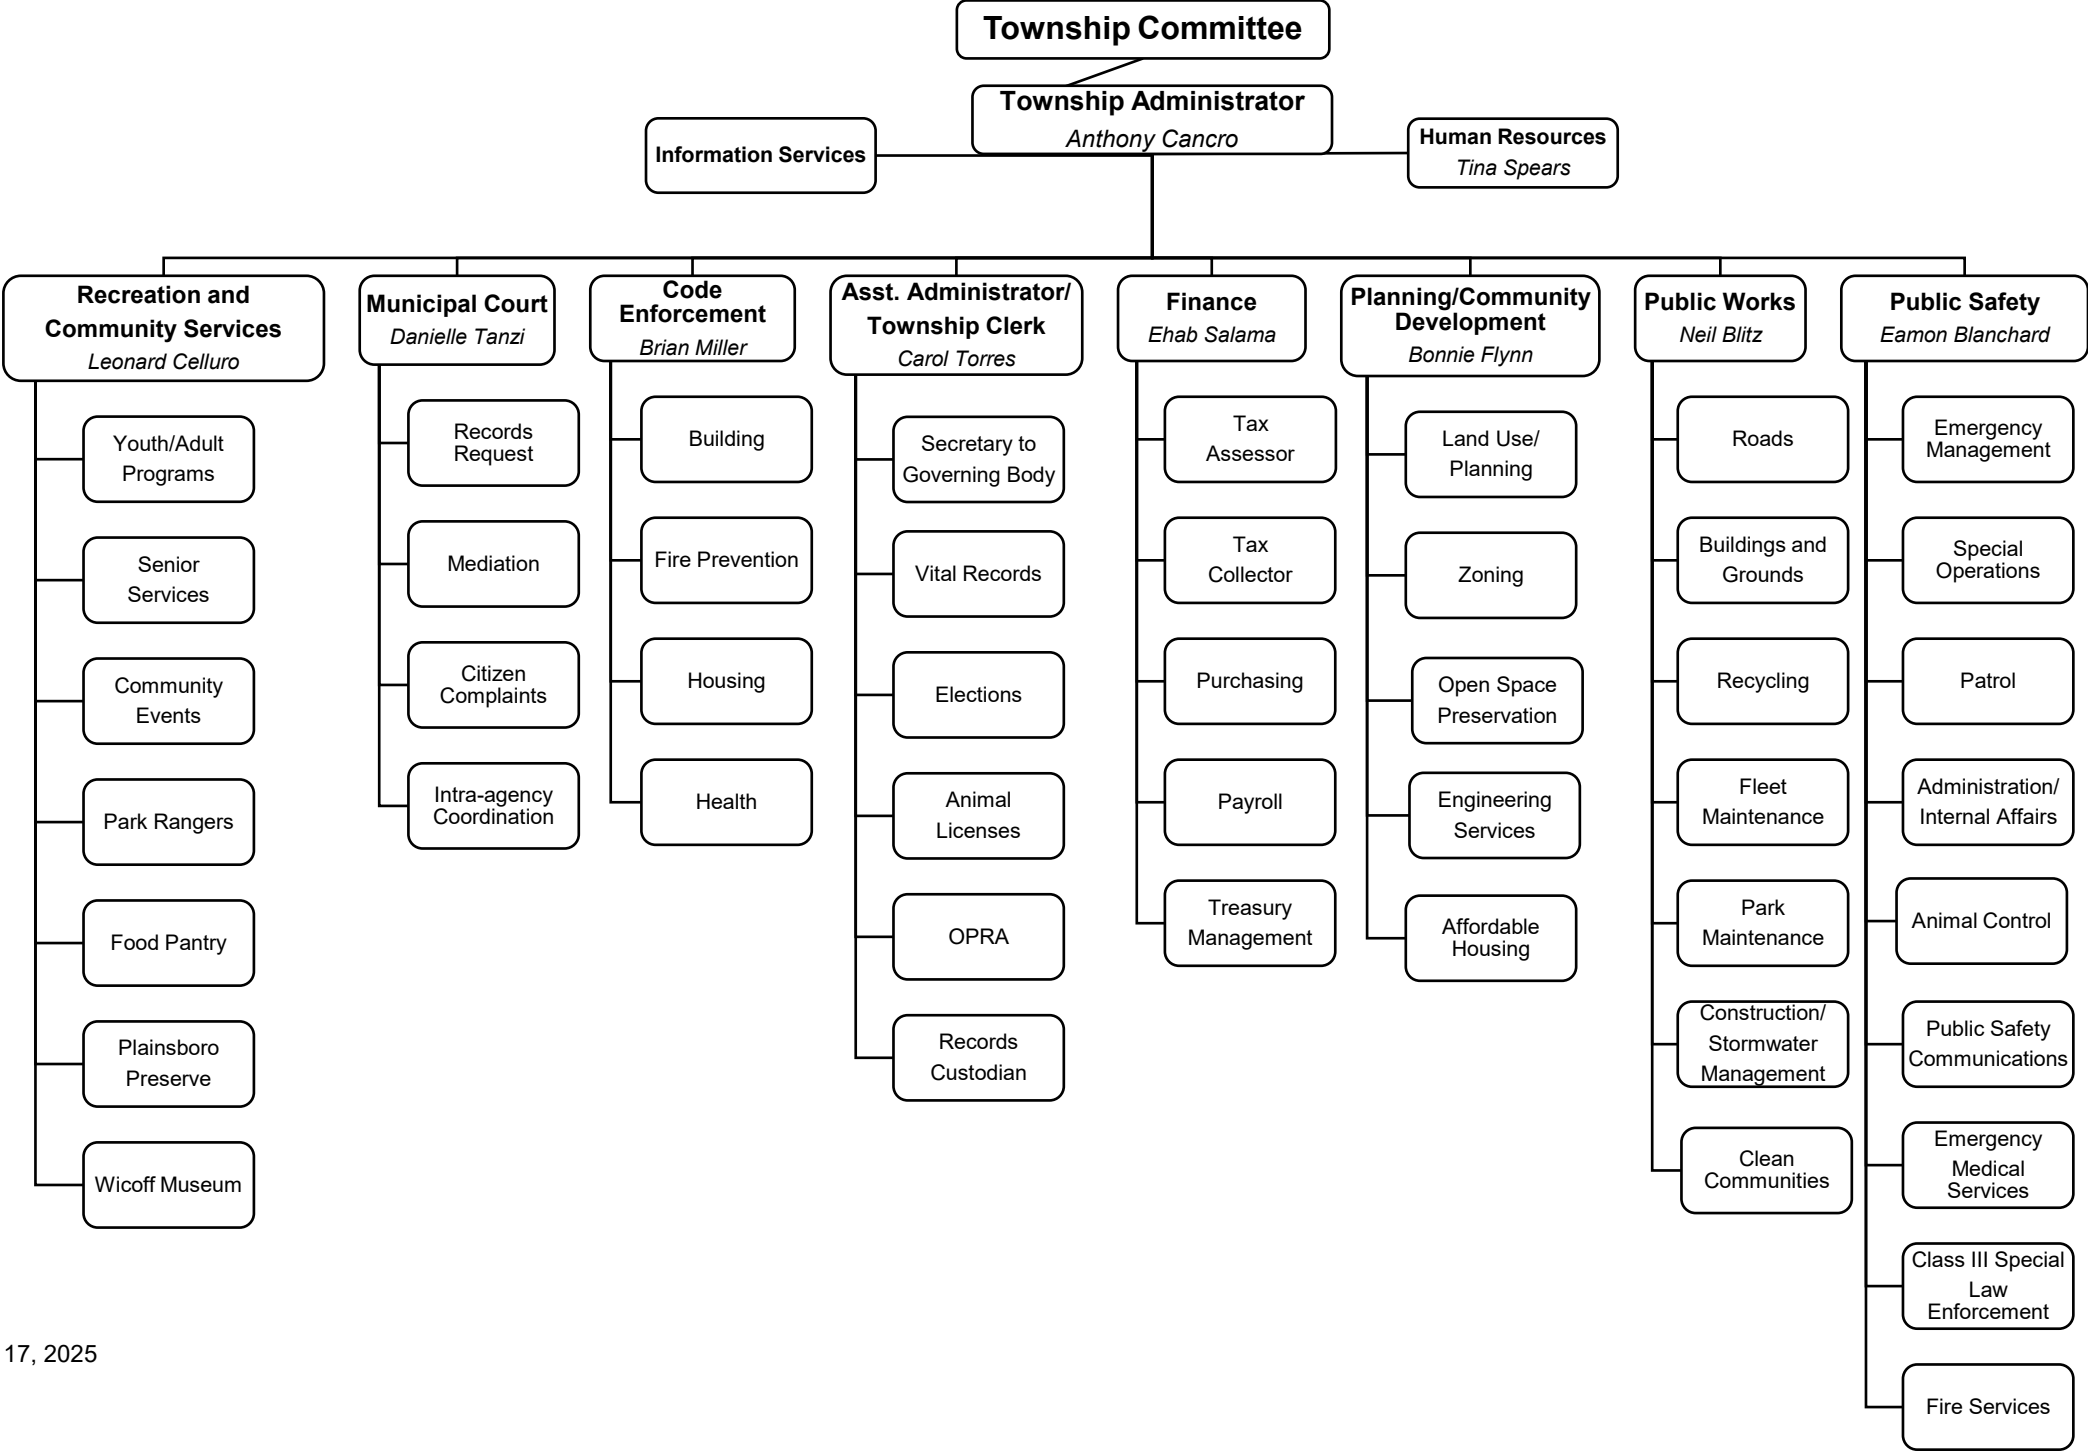 Township Committee
Township Administrator
Anthony Cancro
Information Services
Human Resources
Tina Spears
Recreation and
Community Services
Leonard Celluro
Youth/Adult
Programs
Senior
Services
Community
Events
Park Rangers
Food Pantry
Plainsboro
Preserve
Wicoff Museum
Municipal Court
Danielle Tanzi
Records
Request
Mediation
Citizen
Complaints
Intra-agency
Coordination
Code
Enforcement
Brian Miller
Building
Fire Prevention
Housing
Health
Asst. Administrator/
Township Clerk
Carol Torres
Secretary to
Governing Body
Vital Records
Elections
Animal
Licenses
OPRA
Records
Custodian
Finance
Ehab Salama
Tax
Assessor
Tax
Collector
Purchasing
Payroll
Treasury
Management
Planning/Community
Development
Bonnie Flynn
Land Use/
Planning
Zoning
Open Space
Preservation
Engineering
Services
Affordable
Housing
Public Works
Neil Blitz
Roads
Buildings and
Grounds
Recycling
Fleet
Maintenance
Park
Maintenance
Construction/
Stormwater
Management
Clean
Communities
Public Safety
Eamon Blanchard
Emergency
Management
Special
Operations
Patrol
Administration/
Internal Affairs
Animal Control
Public Safety
Communications
Emergency
Medical
Services
Class III Special
Law
Enforcement
Fire Services
17, 2025